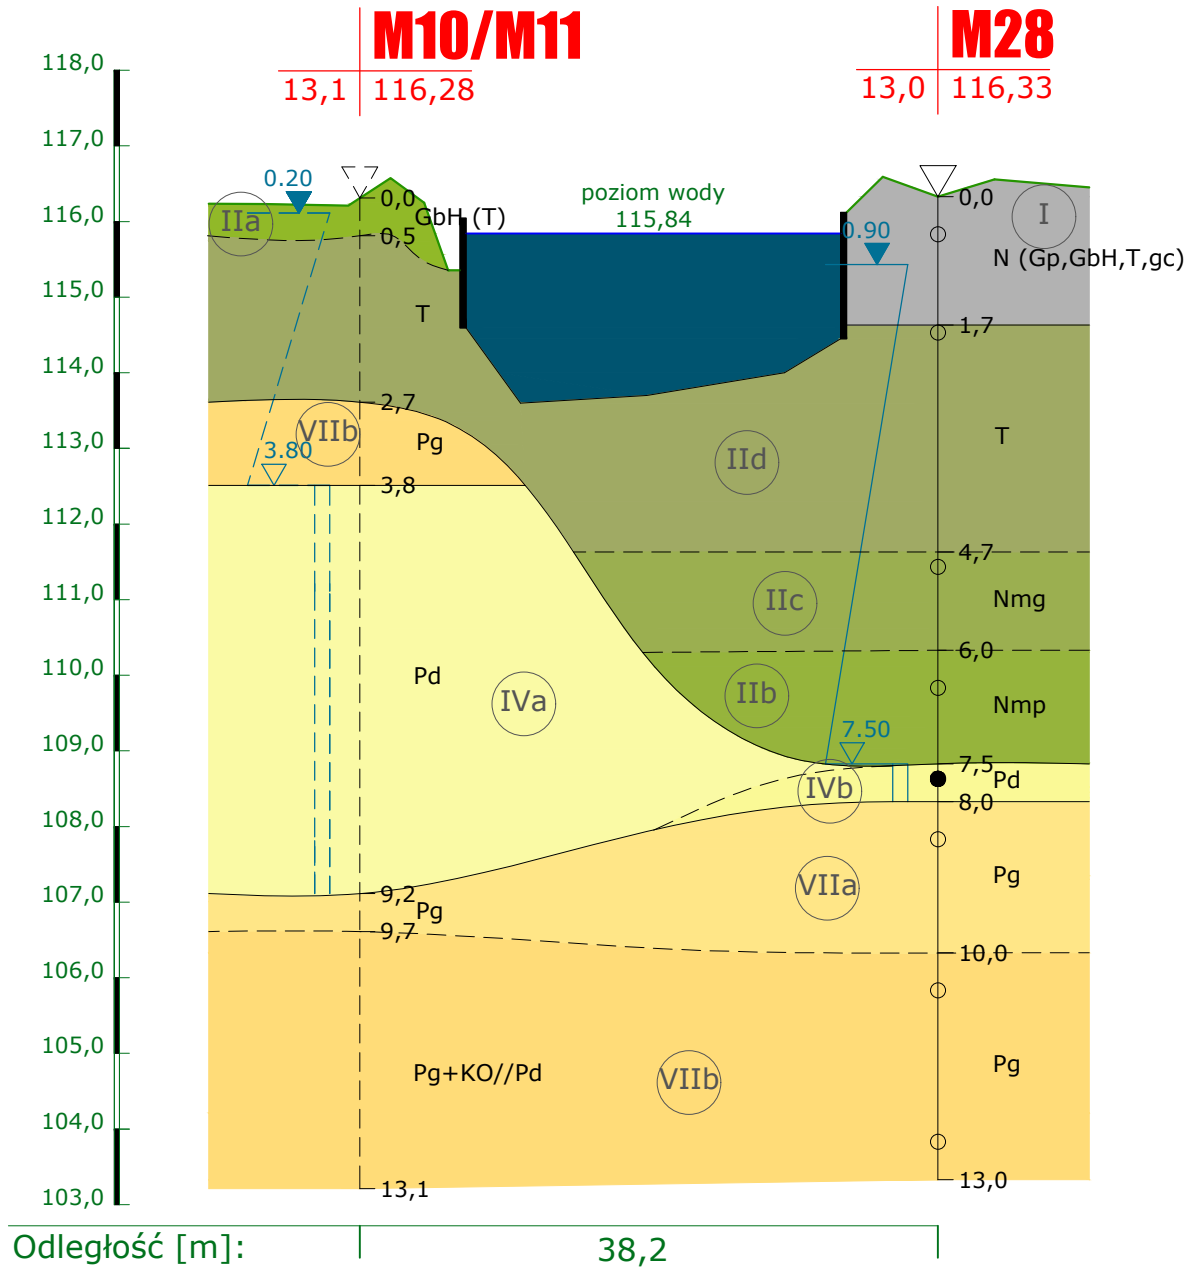 M10/M11
M28
13,1 116,28
13,0 116,33
118,0
117,0
116,0
115,0
114,0
113,0
112,0
111,0
110,0
109,0
108,0
107,0
106,0
105,0
104,0
103,0
0.20
IIa
0,0
GbH (T)
0,5
T
2,7
VIIb
Pg
3.80
3,8
Pd
IVa
9,2
Pg
9,7
Pg+KO//Pd
VIIb
13,1
poziom wody
115,84
0.90
0,0
I
N (Gp,GbH,T,gc)
1,7
T
IId
4,7
IIc
Nmg
6,0
IIb
Nmp
7.50
7,5
IVb
Pd
8,0
VIIa
Pg
10,0
Pg
13,0
Odległość [m]:
38,2